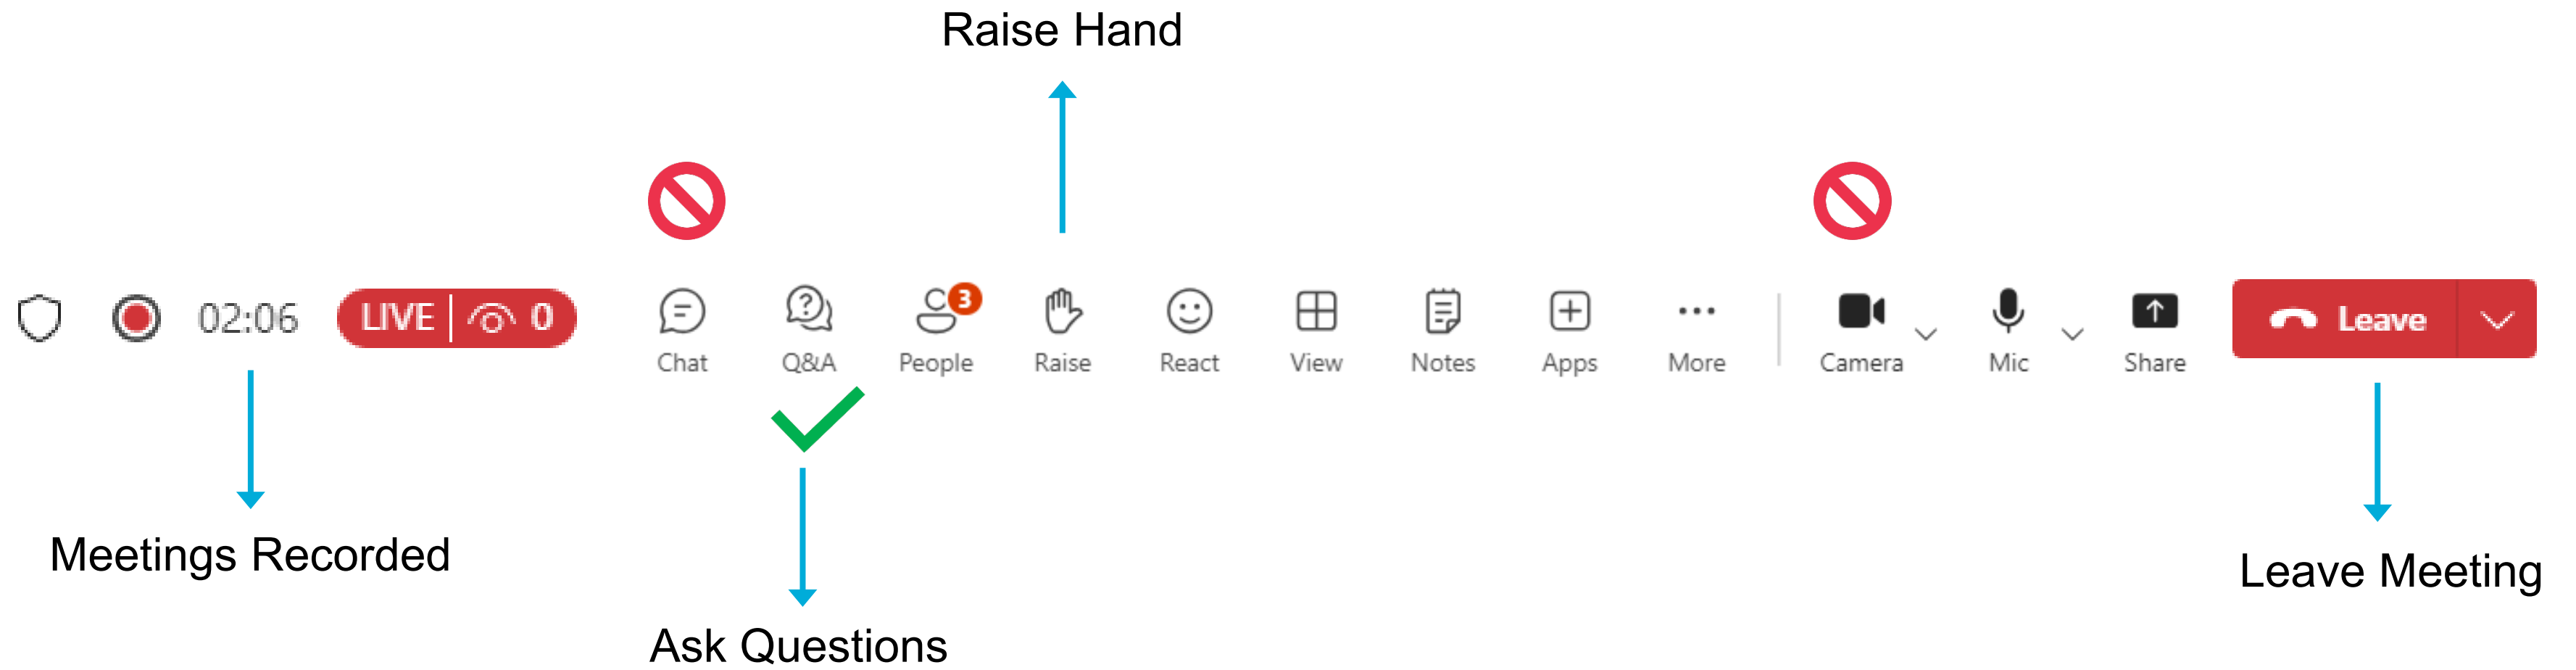 Raise Hand
02:06
LIVE 0
3
Chat
Q&A
People
Raise
React
View
Notes
Apps
More
Camera
Mic
Share
Leave
Meetings Recorded
Leave Meeting
Ask Questions